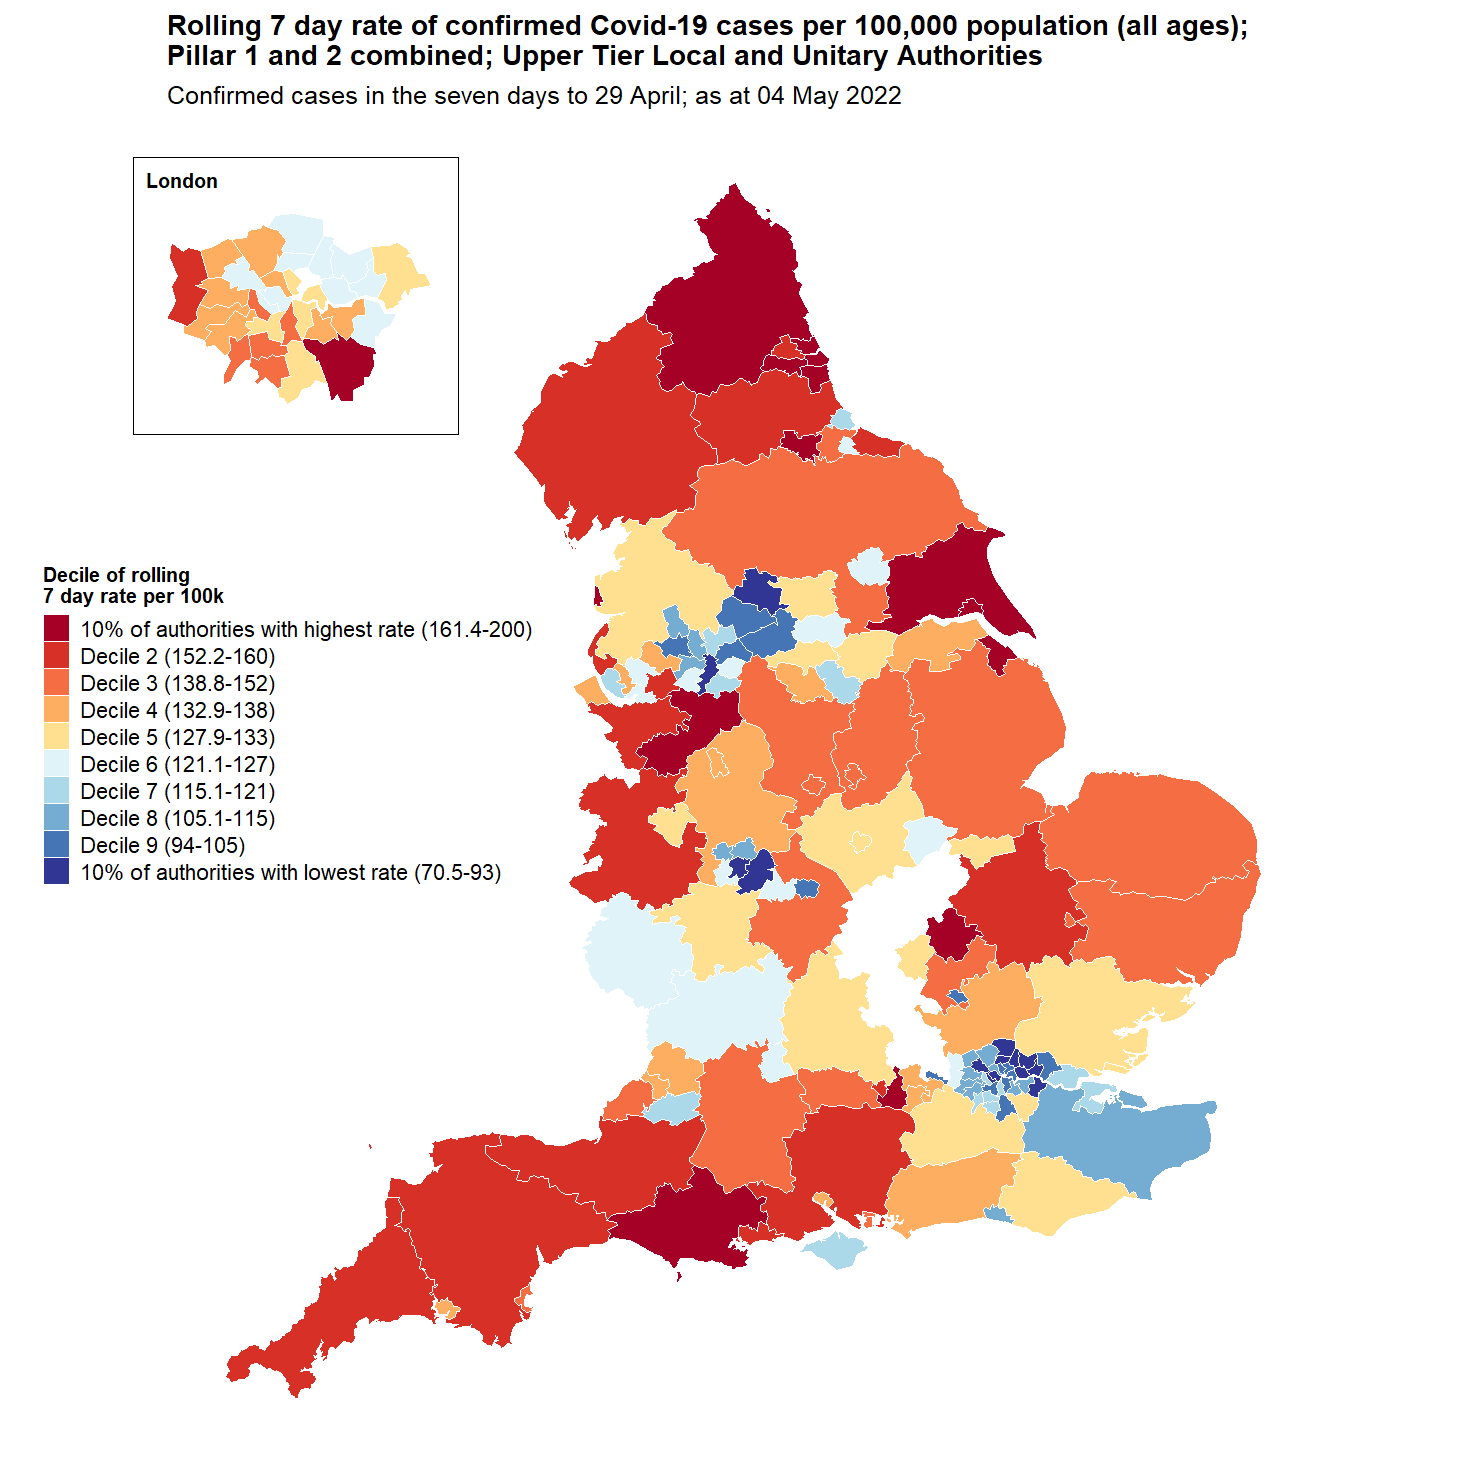 Rolling 7 day rate of confirmed Covid-19 cases per 100,000 population (all ages);
Pillar 1 and 2 combined; Upper Tier Local and Unitary Authorities
Confirmed cases in the seven days to 29 April; as at 04 May 2022
London
Decile of rolling
7 day rate per 100k
10% of authorities with highest rate (161.4-200)
Decile 2 (152.2-160)
Decile 3 (138.8-152)
Decile 4 (132.9-138)
Decile 5 (127.9-133)
Decile 6 (121.1-127)
Decile 7 (115.1-121)
Decile 8 (105.1-115)
Decile 9 (94-105)
10% of authorities with lowest rate (70.5-93)